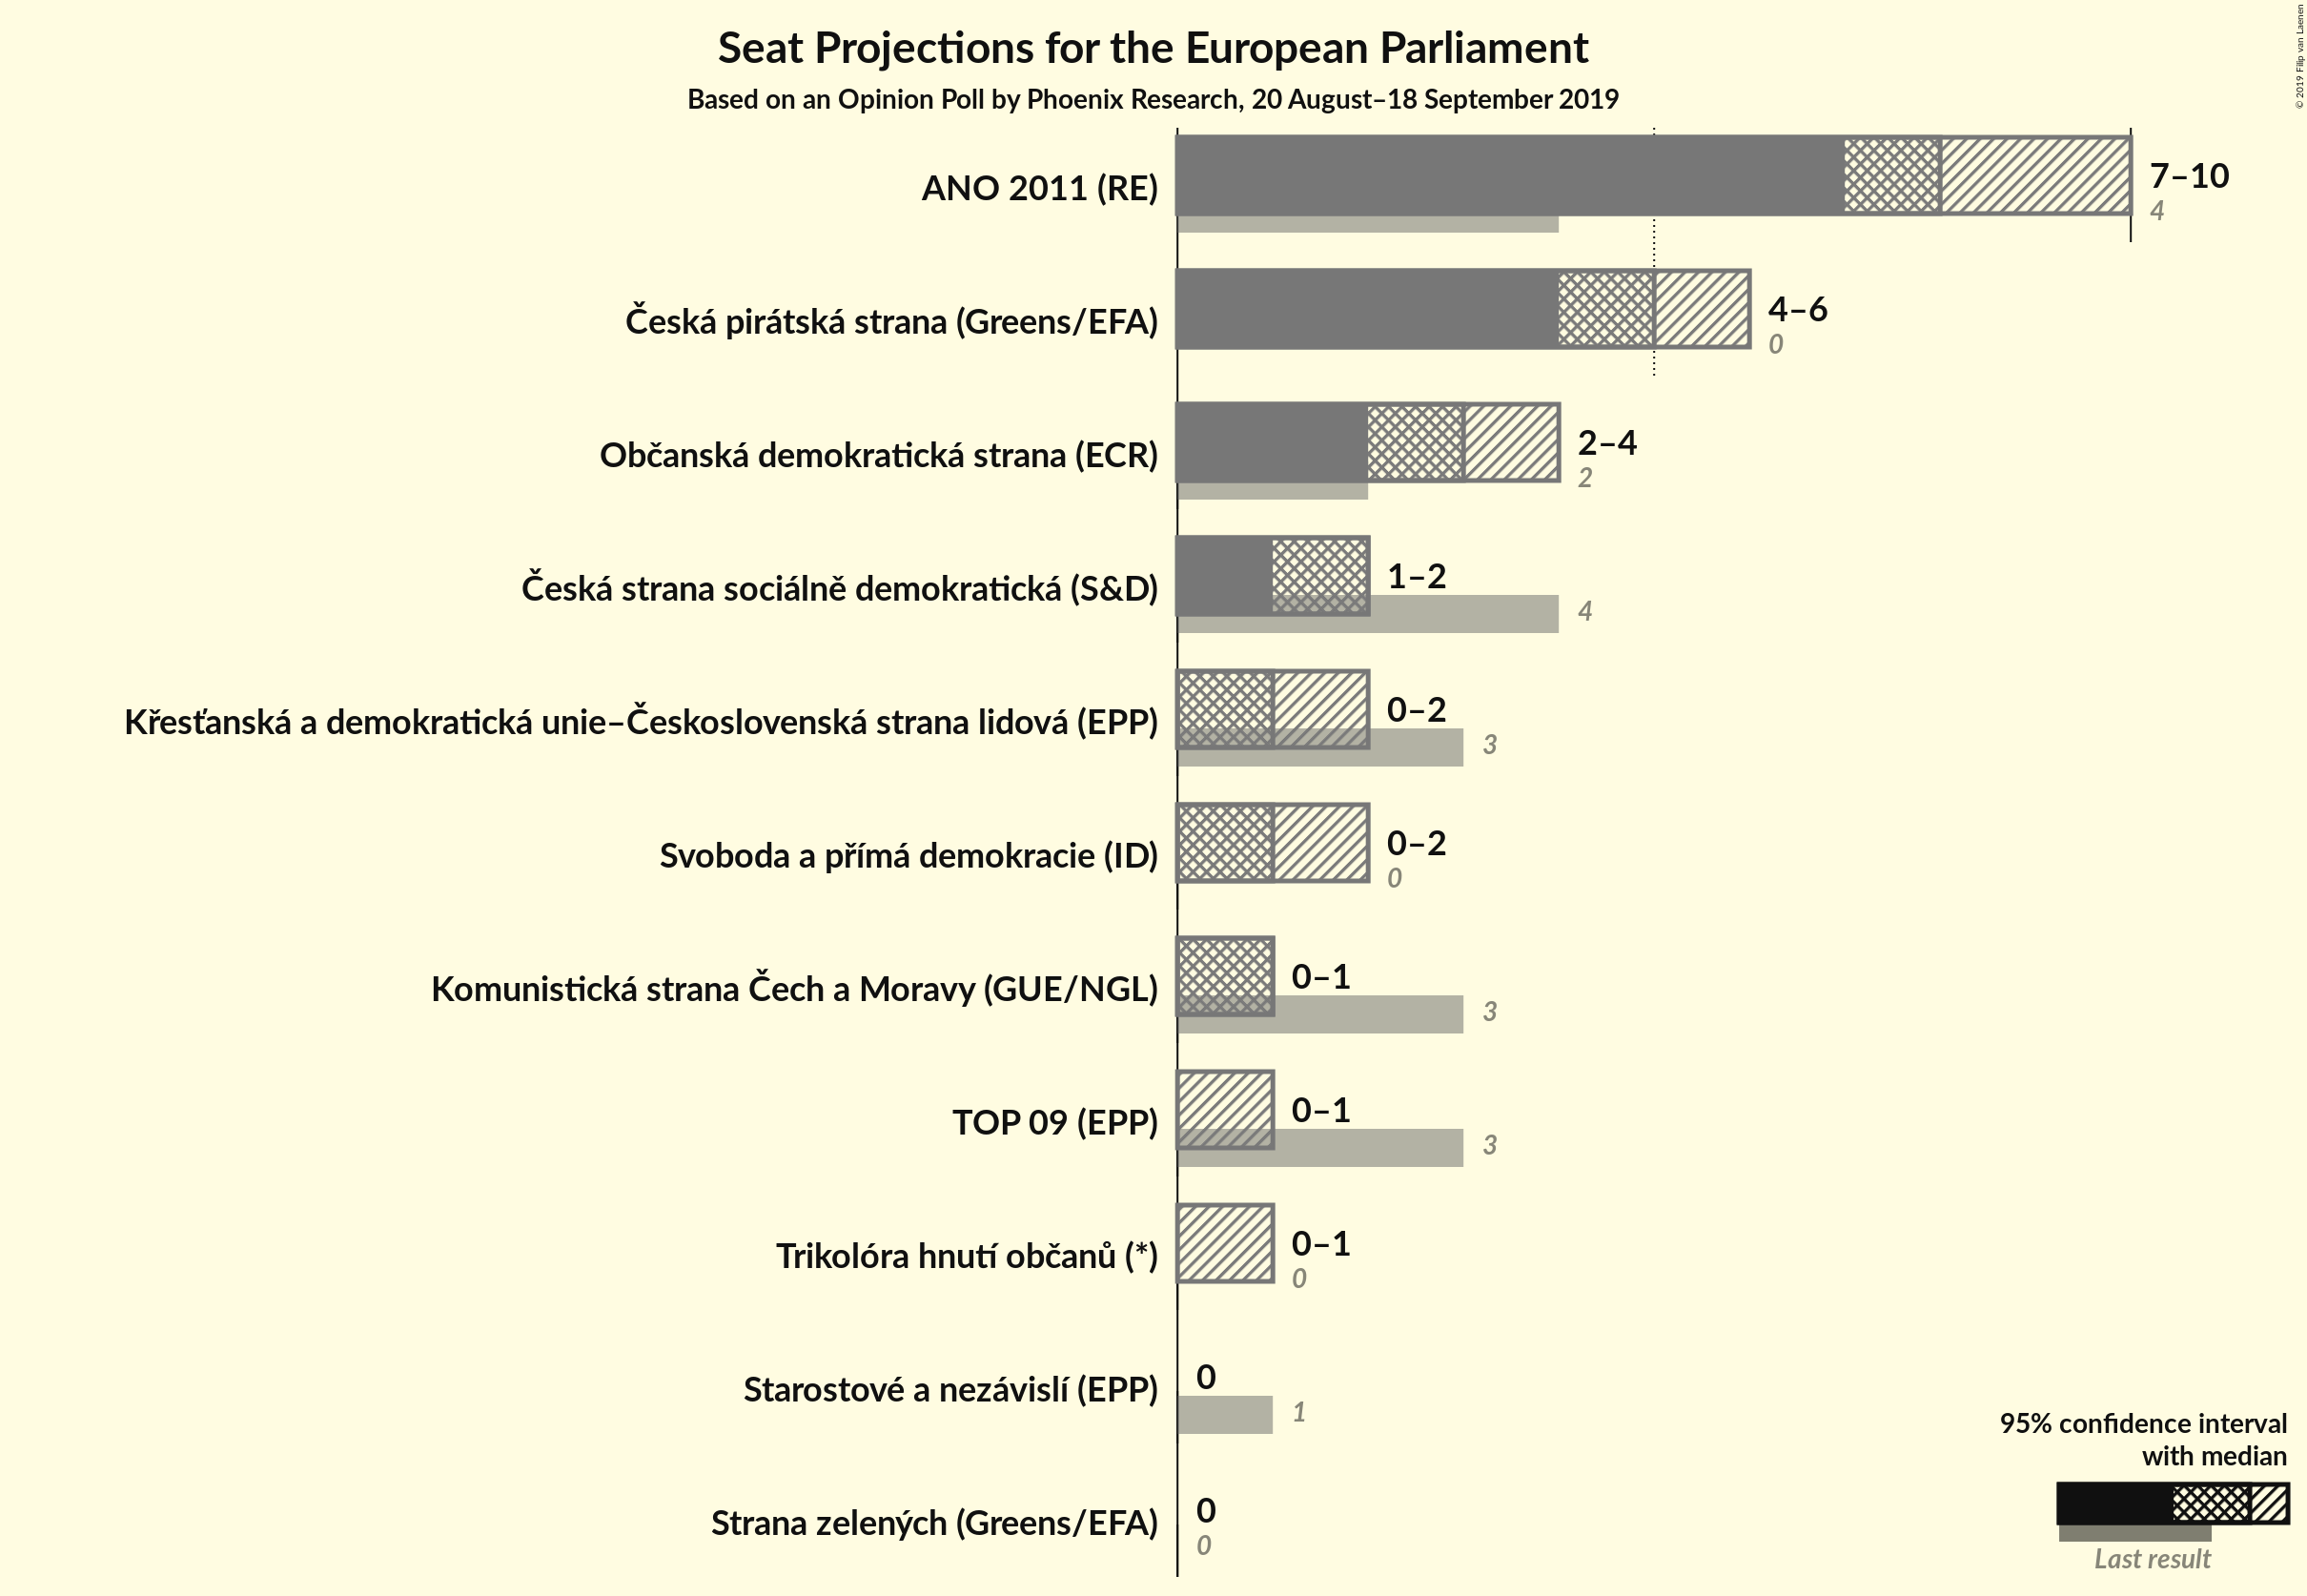 Seat Projections for the European Parliament
Based on an Opinion Poll by Phoenix Research, 20 August–18 September 2019
© 2019 Filip van Laenen
ANO 2011 (RE)
7–10
4
Česká pirátská strana (Greens/EFA)
4–6
0
Občanská demokratická strana (ECR)
2–4
2
Česká strana sociálně demokratická (S&D)
1–2
4
Křesťanská a demokratická unie–Československá strana lidová (EPP)
0–2
3
Svoboda a přímá demokracie (ID)
0–2
0
Komunistická strana Čech a Moravy (GUE/NGL)
0–1
3
TOP 09 (EPP)
0–1
3
Trikolóra hnutí občanů (*)
0–1
0
Starostové a nezávislí (EPP)
0
1
Strana zelených (Greens/EFA)
0
0
95% confidence interval
with median
Last result